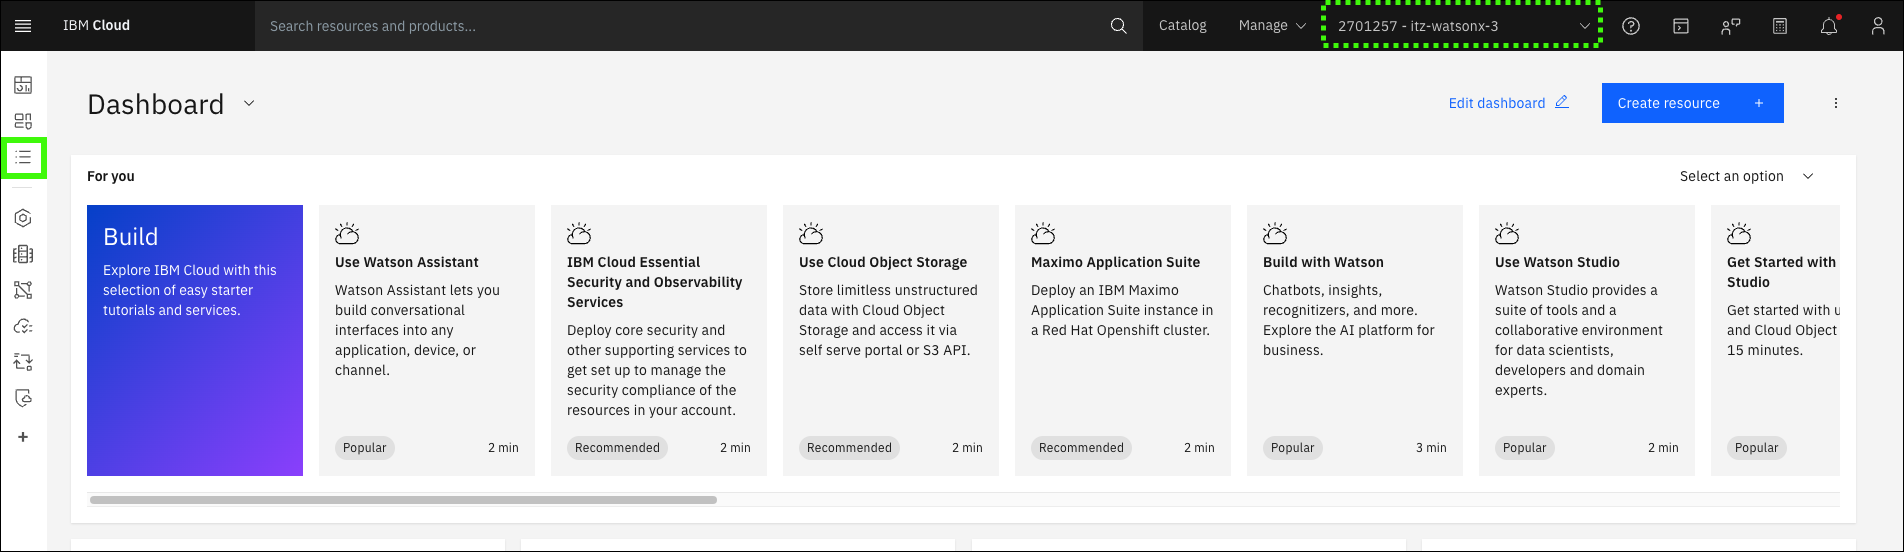 IBM Cloud
Search resources and products...
Catalog
Manage
2701257 - itz-watsonx-3
Dashboard
Edit dashboard
Create resource +
For you
Select an option
Build
Explore IBM Cloud with this
selection of easy starter
tutorials and services.
Use Watson Assistant
Watson Assistant lets you
build conversational
interfaces into any
application, device, or
channel.
Popular
2 min
IBM Cloud Essential
Security and Observability
Services
Deploy core security and
other supporting services to
get set up to manage the
security compliance of the
resources in your account.
Recommended
2 min
Use Cloud Object Storage
Store limitless unstructured
data with Cloud Object
Storage and access it via
self serve portal or S3 API.
Recommended
2 min
Maximo Application Suite
Deploy an IBM Maximo
Application Suite instance in
a Red Hat Openshift cluster.
Recommended
2 min
Build with Watson
Chatbots, insights,
recognitizers, and more.
Explore the AI platform for
business.
Popular
3 min
Use Watson Studio
Watson Studio provides a
suite of tools and a
collaborative environment
for data scientists,
developers and domain
experts.
Popular
2 min
Get Started with
Studio
Get started with u
and Cloud Object
15 minutes.
Popular